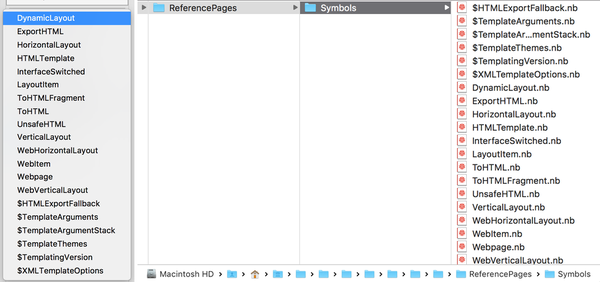 DynamicLayout
ExportHTML
HorizontalLayout
HTMLTemplate
InterfaceSwitched
LayoutItem
ToHTMLFragment
ToHTML
UnsafeHTML
VerticalLayout
WebHorizontalLayout
WebItem
Webpage
WebVerticalLayout
$HTMLExportFallback
$TemplateArguments
$TemplateArgumentStack
$TemplateThemes
$TemplatingVersion
$XMLTemplateOptions
ReferencePages
Symbols
$HTMLExportFallback.nb
$TemplateArguments.nb
$TemplateAr...mentStack.nb
$TemplateThemes.nb
$TemplatingVersion.nb
$XMLTemplateOptions.nb
DynamicLayout.nb
ExportHTML.nb
HorizontalLayout.nb
HTMLTemplate.nb
InterfaceSwitched.nb
LayoutItem.nb
ToHTML.nb
ToHTMLFragment.nb
UnsafeHTML.nb
VerticalLayout.nb
WebHorizontalLayout.nb
WebItem.nb
Webpage.nb
WebVerticalLayout.nb
Macintosh HD
ReferencePages
Symbols